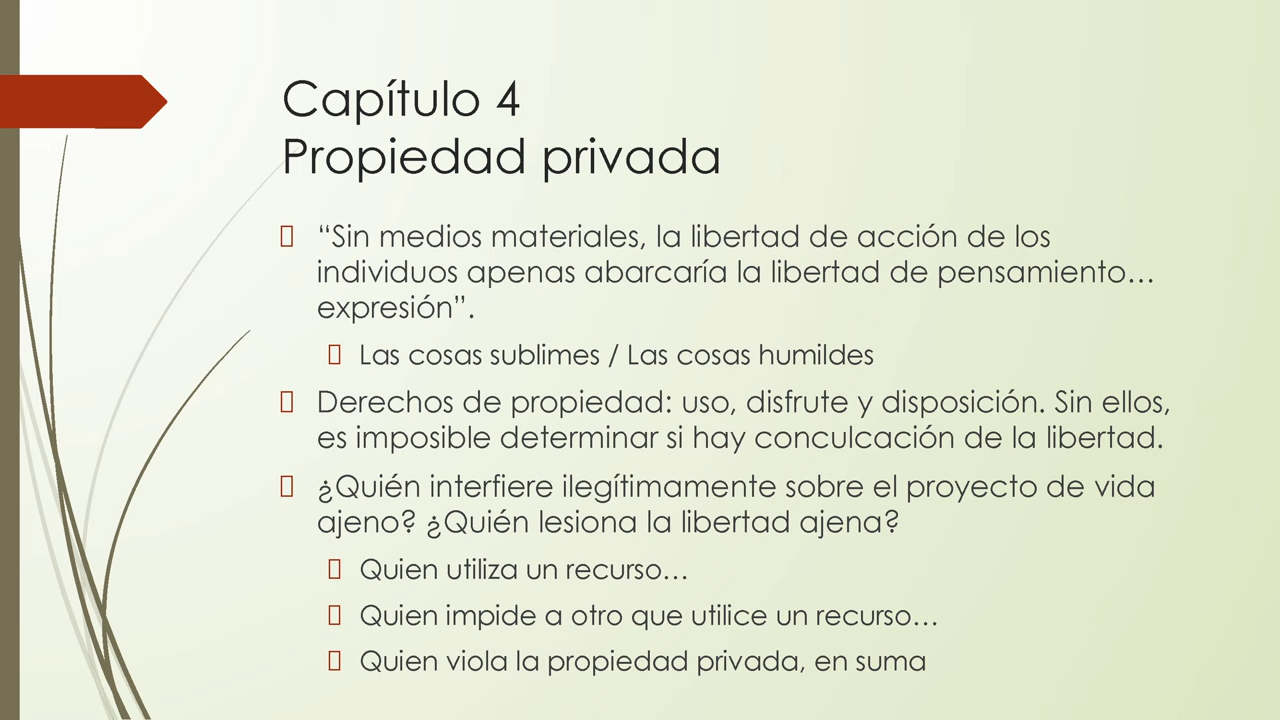 Capítulo 4
Propiedad privada
“Sin medios materiales, la libertad de acción de los
individuos apenas abarcaría la libertad de pensamiento…
expresión”.
Las cosas sublimes / Las cosas humildes
Derechos de propiedad: uso, disfrute y disposición. Sin ellos,
es imposible determinar si hay conculcación de la libertad.
¿Quién interfiere ilegítimamente sobre el proyecto de vida
ajeno? ¿Quién lesiona la libertad ajena?
Quien utiliza un recurso…
Quien impide a otro que utilice un recurso…
Quien viola la propiedad privada, en suma